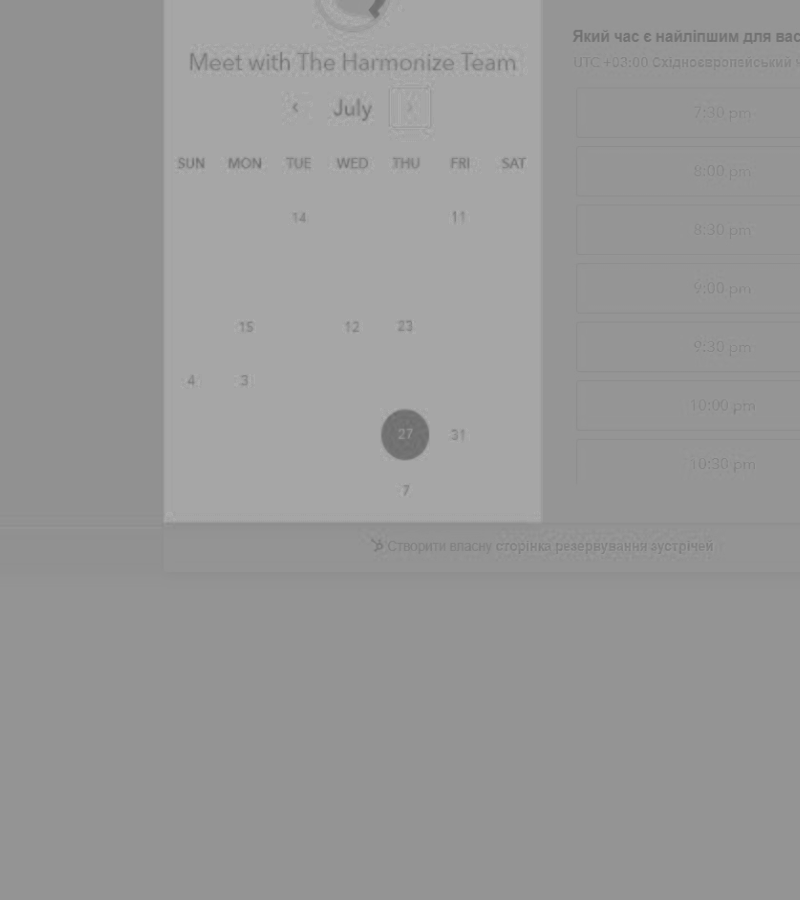 Meet with The Harmonize Team
July
SUN MON TUE WED THU FRI SAT
14 11
15 12 23
4 3
27 31
7
Який час є найліпшим для вас
UTC +03:00 Східноєвропейський ч
7:30 pm
8:00 pm
8:30 pm
9:00 pm
9:30 pm
10:00 pm
10:30 pm
Створити власну сторінка резервування зустрічей